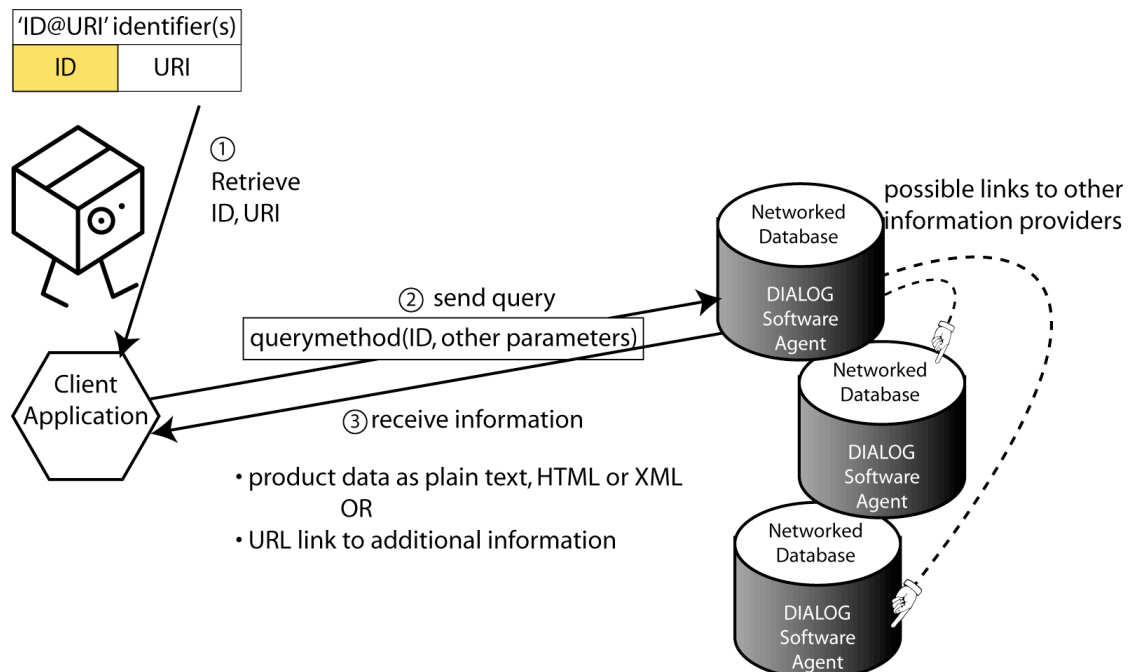 'ID@URI' identifier(s)
ID URI
①
Retrieve
ID, URI
possible links to other
information providers
Networked
Database
DIALOG
Software
Agent
② send query
querymethod(ID, other parameters)
Client
Application
③ receive information
• product data as plain text, HTML or XML
OR
• URL link to additional information
Networked
Database
DIALOG
Software
Agent
Networked
Database
DIALOG
Software
Agent